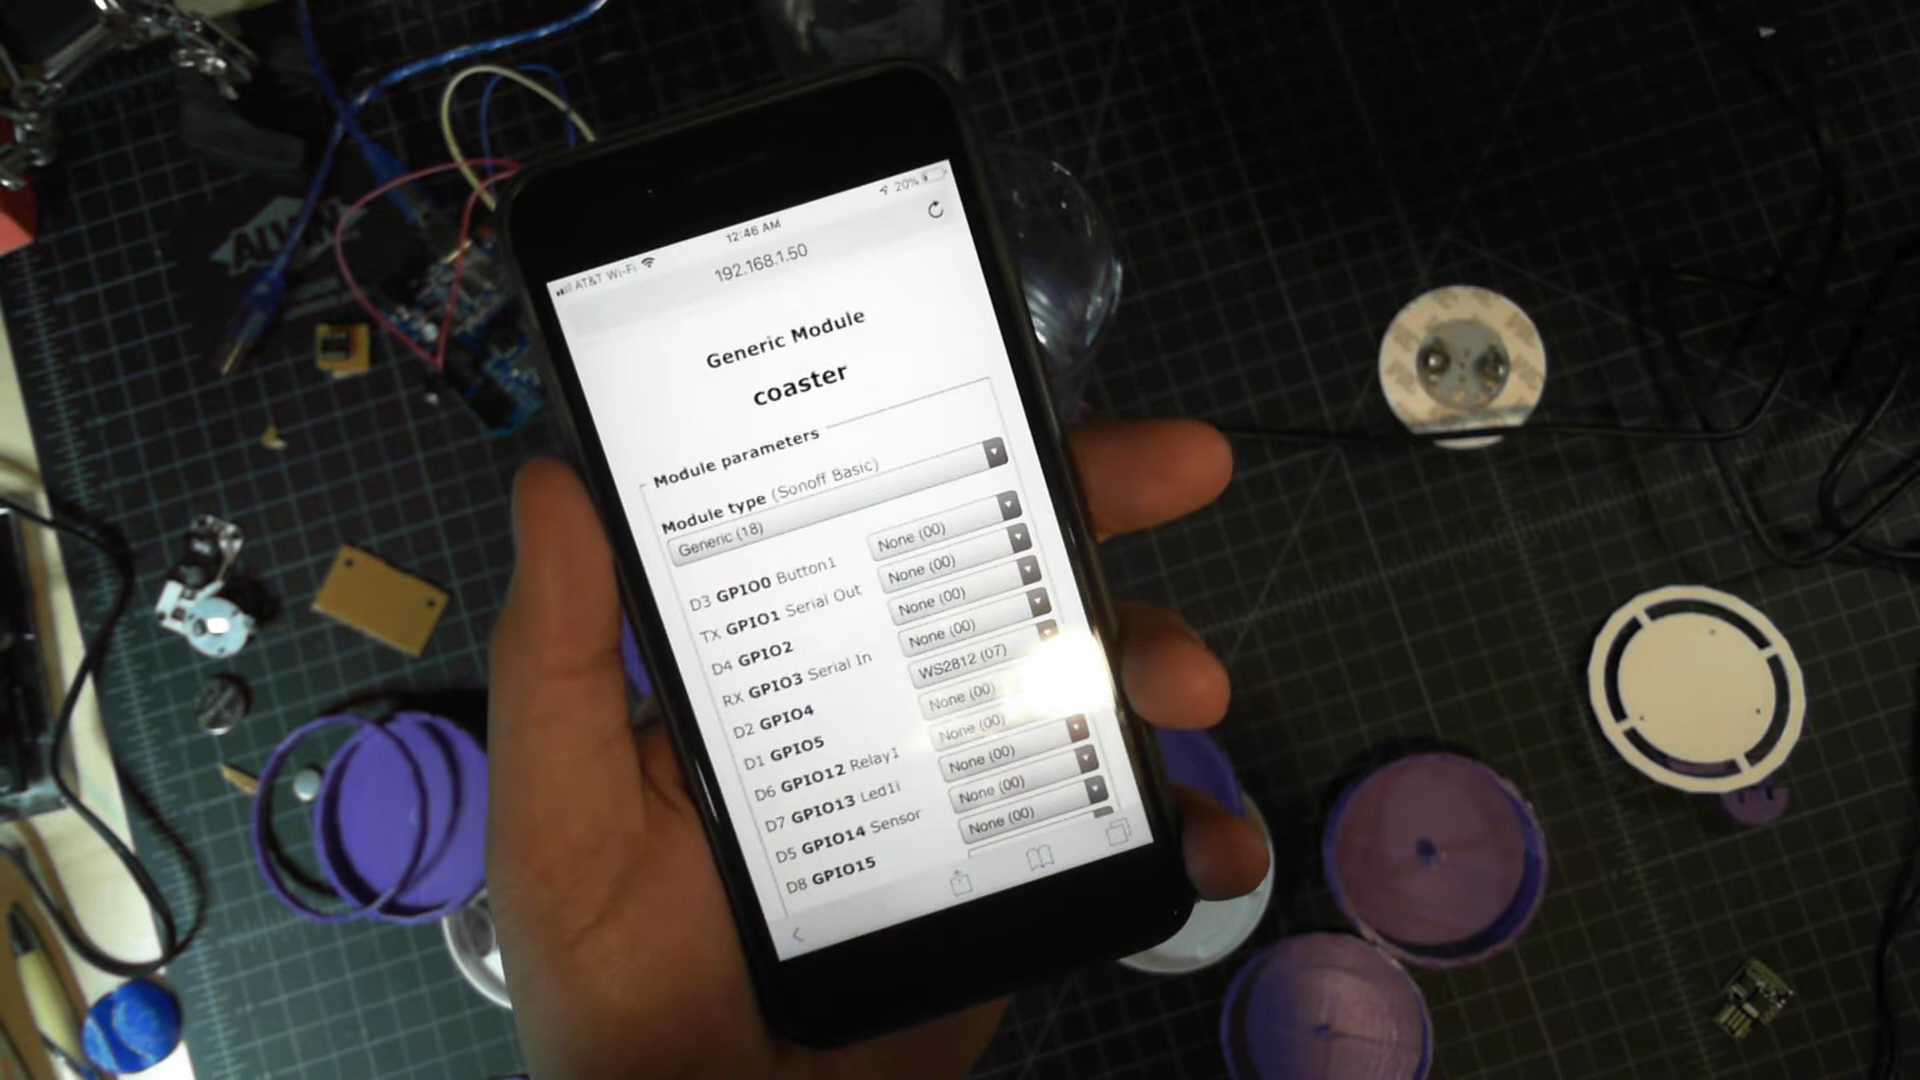 AT&T Wi-Fi 12:46 AM 20%
192.168.1.50
Generic Module
coaster
Module parameters
Module type (Sonoff Basic)
Generic (18)
D3 GPIO0 Button1 None (00)
TX GPIO1 Serial Out None (00)
D4 GPIO2 None (00)
RX GPIO3 Serial In None (00)
D2 GPIO4 WS2812 (07)
D1 GPIO5 None (00)
D6 GPIO12 Relay1 None (00)
D7 GPIO13 Led1i None (00)
D5 GPIO14 Sensor None (00)
D8 GPIO15 None (00)